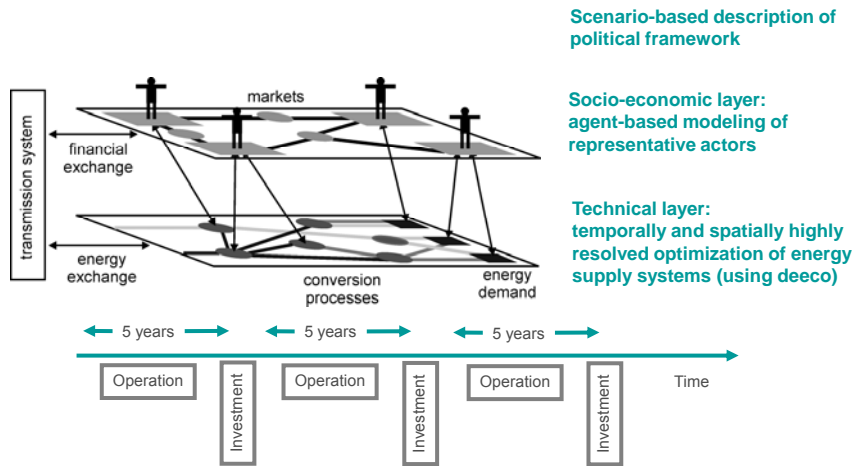 Scenario-based description of
political framework
markets
Socio-economic layer:
agent-based modeling of
representative actors
transmission system
financial
exchange
Technical layer:
temporally and spatially highly
resolved optimization of energy
supply systems (using deeco)
energy
exchange
conversion
processes
energy
demand
5 years
5 years
5 years
Operation
Investment
Operation
Investment
Operation
Investment
Time